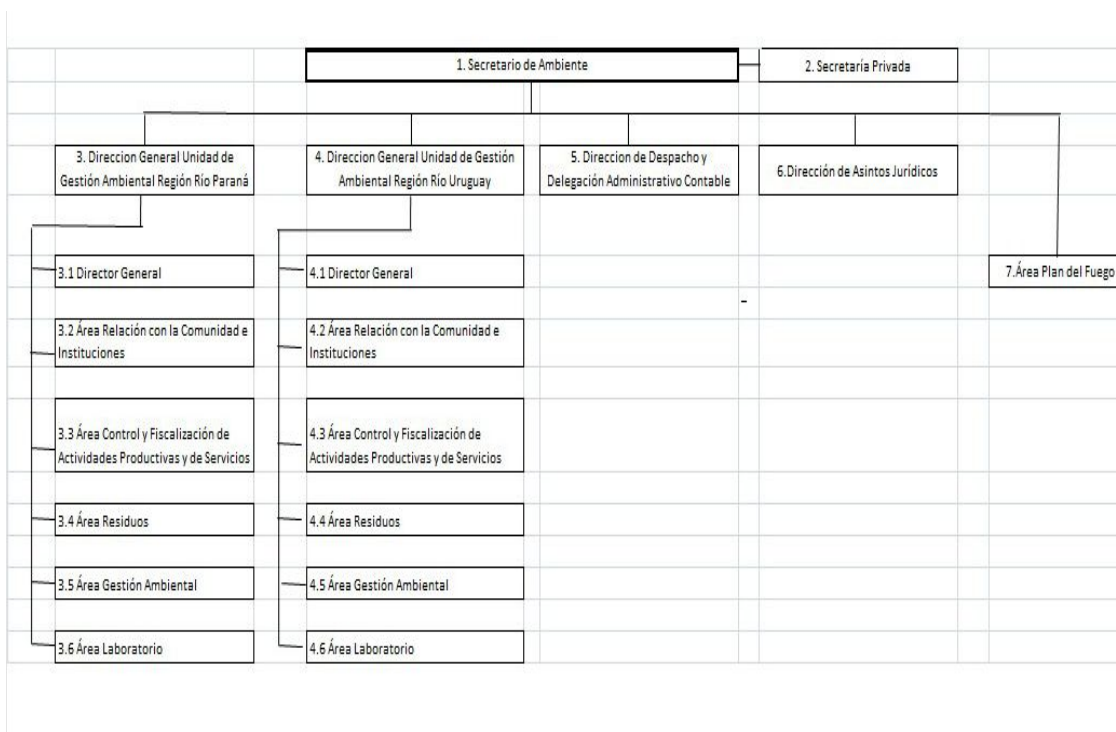 1. Secretario de Ambiente
2. Secretaría Privada
3. Direccion General Unidad de
Gestión Ambiental Región Río Paraná
4. Direccion General Unidad de Gestión
Ambiental Región Río Uruguay
5. Direccion de Despacho y
Delegación Administrativo Contable
6.Dirección de Asintos Jurídicos
3.1 Director General
4.1 Director General
7.Área Plan del Fuego
3.2 Área Relación con la Comunidad e
Instituciones
4.2 Área Relación con la Comunidad e
Instituciones
3.3 Área Control y Fiscalización de
Actividades Productivas y de Servicios
4.3 Área Control y Fiscalización de
Actividades Productivas y de Servicios
3.4 Área Residuos
4.4 Área Residuos
3.5 Área Gestión Ambiental
4.5 Área Gestión Ambiental
3.6 Área Laboratorio
4.6 Área Laboratorio